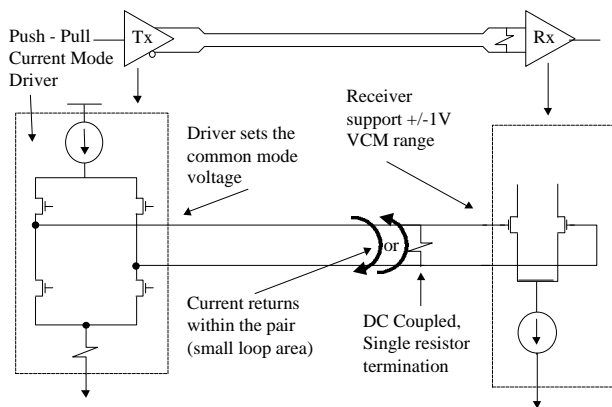 Push - Pull
Current Mode
Driver
Tx
Rx
Driver sets the
common mode
voltage
Receiver
support +/-1V
VCM range
or
Current returns
within the pair
(small loop area)
DC Coupled,
Single resistor
termination